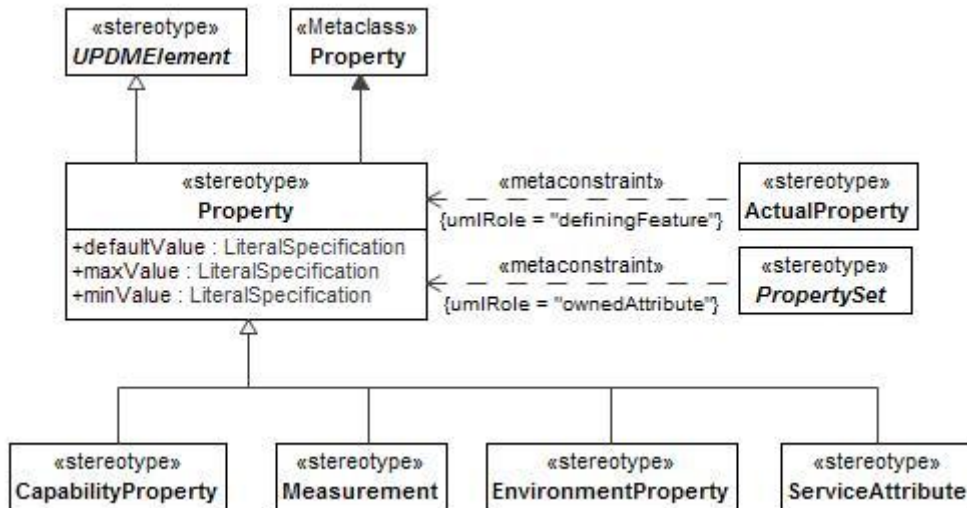 «stereotype»
UPDMElement
«Metaclass»
Property
«stereotype»
Property
+defaultValue : LiteralSpecification
+maxValue : LiteralSpecification
+minValue : LiteralSpecification
«metaconstraint»
{umlRole = "definingFeature"}
«stereotype»
ActualProperty
«metaconstraint»
{umlRole = "ownedAttribute"}
«stereotype»
PropertySet
«stereotype»
CapabilityProperty
«stereotype»
Measurement
«stereotype»
EnvironmentProperty
«stereotype»
ServiceAttribute